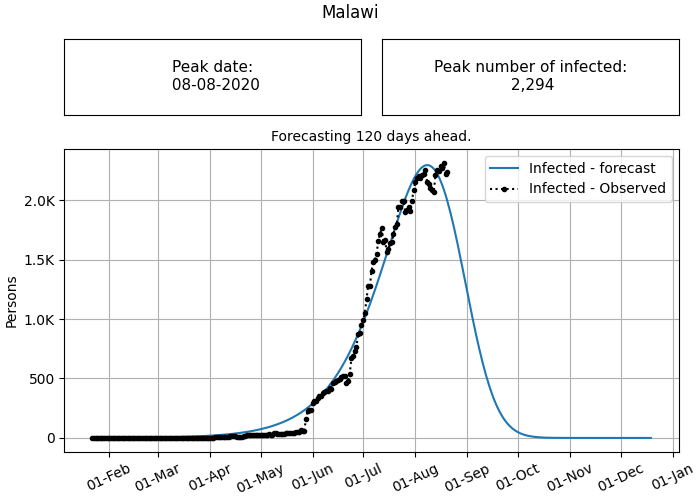 Malawi
Peak date:
08-08-2020
Peak number of infected:
2,294
Forecasting 120 days ahead.
Infected - forecast
Infected - Observed
Persons
2.0K
1.5K
1.0K
500
0
01-Feb
01-Mar
01-Apr
01-May
01-Jun
01-Jul
01-Aug
01-Sep
01-Oct
01-Nov
01-Dec
01-Jan